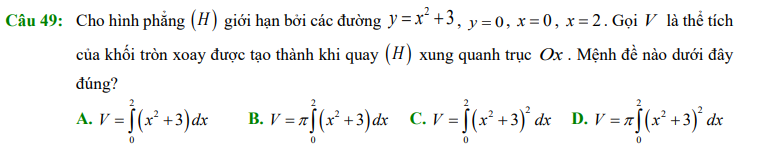 Câu 49: Cho hình phẳng (H) giới hạn bởi các đường y = x² + 3, y = 0, x = 0, x = 2. Gọi V là thể tích
của khối tròn xoay được tạo thành khi quay (H) xung quanh trục Ox. Mệnh đề nào dưới đây
đúng?
A. V = ∫₀² (x² + 3) dx B. V = π∫₀² (x² + 3) dx C. V = ∫₀² (x² + 3)² dx D. V = π∫₀² (x² + 3)² dx